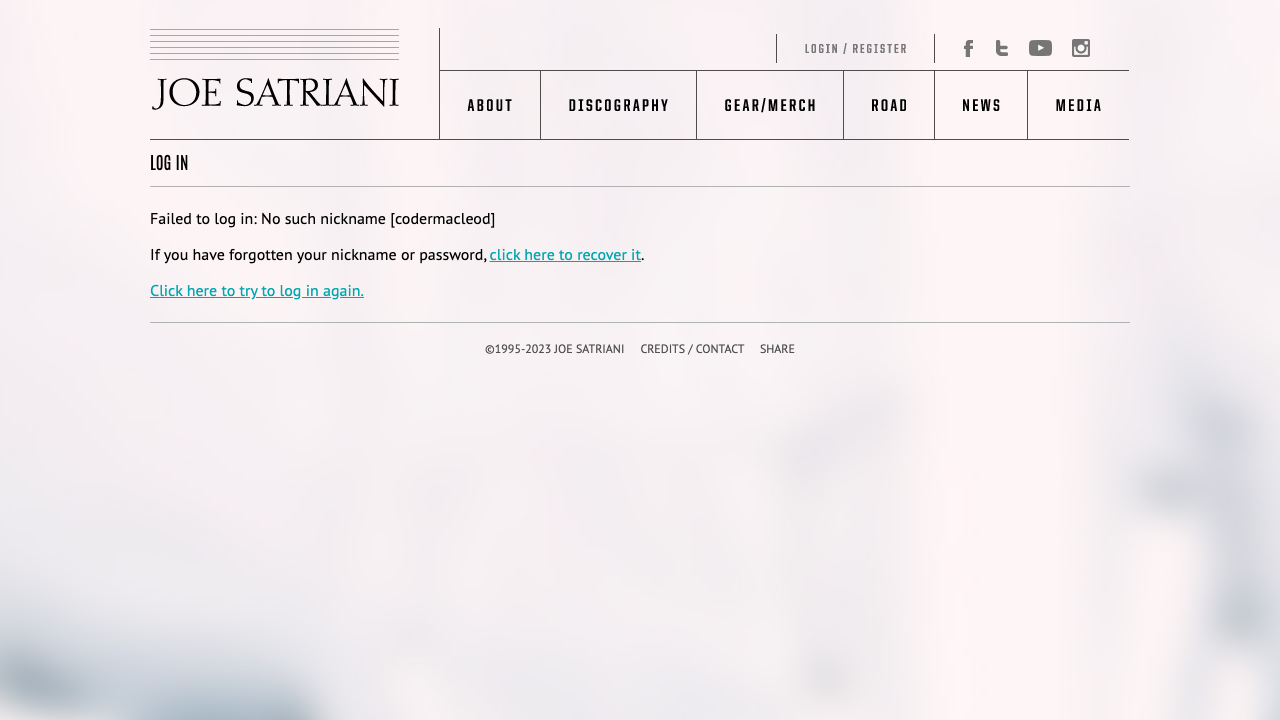 JOE SATRIANI
LOGIN / REGISTER
ABOUT DISCOGRAPHY GEAR/MERCH ROAD NEWS MEDIA
LOG IN
Failed to log in: No such nickname [codermacleod]
If you have forgotten your nickname or password, click here to recover it.
Click here to try to log in again.
©1995-2023 JOE SATRIANI CREDITS / CONTACT SHARE